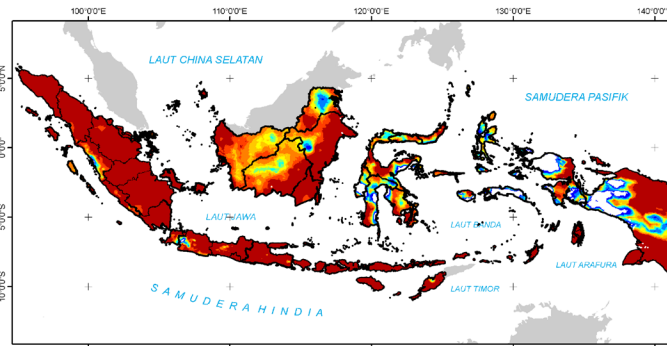 100°0'0"E
110°0'0"E
120°0'0"E
130°0'0"E
140°0'0"E
LAUT CHINA SELATAN
5°0'0"N
SAMUDERA PASIFIK
0°0'0"
LAUT JAWA
LAUT BANDA
5°0'0"S
LAUT ARAFURA
10°0'0"S
LAUT TIMOR
SAMUDERA HINDIA